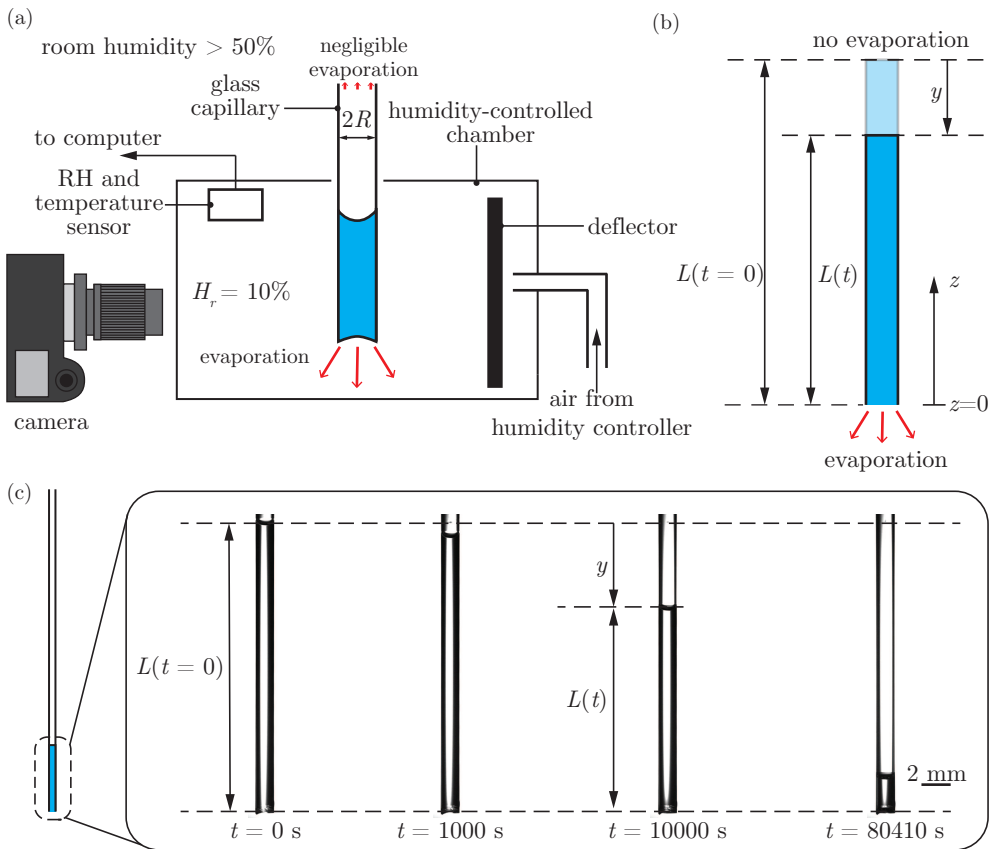 (a)
room humidity > 50%
negligible
evaporation
glass
capillary
2R
humidity-controlled
chamber
to computer
RH and
temperature
sensor
deflector
H_r = 10%
evaporation
camera
air from
humidity controller
(b)
no evaporation
y
L(t = 0)
L(t)
z
z=0
evaporation
(c)
L(t = 0)
y
L(t)
2 mm
t = 0 s
t = 1000 s
t = 10000 s
t = 80410 s